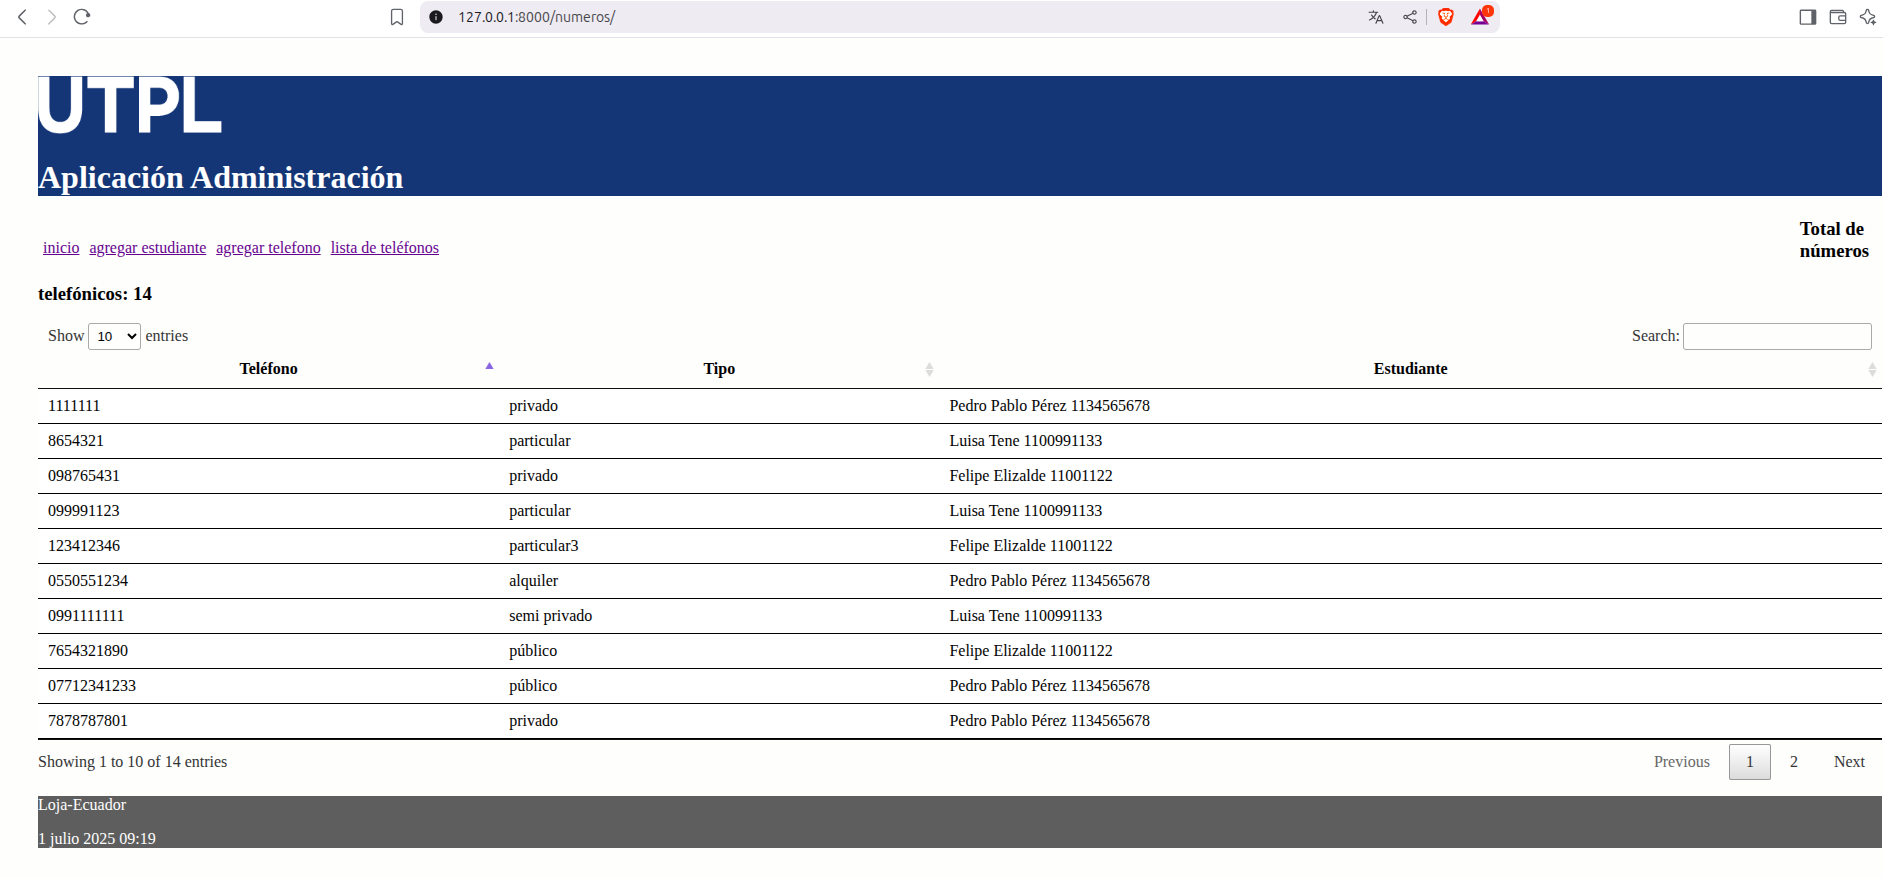 127.0.0.1:8000/numeros/
1
UTPL
Aplicación Administración
inicio agregar estudiante agregar telefono lista de teléfonos
Total de
números
telefónicos: 14
Show 10 entries Search:
Teléfono Tipo Estudiante
1111111 privado Pedro Pablo Pérez 1134565678
8654321 particular Luisa Tene 1100991133
098765431 privado Felipe Elizalde 11001122
099991123 particular Luisa Tene 1100991133
123412346 particular3 Felipe Elizalde 11001122
0550551234 alquiler Pedro Pablo Pérez 1134565678
0991111111 semi privado Luisa Tene 1100991133
7654321890 público Felipe Elizalde 11001122
07712341233 público Pedro Pablo Pérez 1134565678
7878787801 privado Pedro Pablo Pérez 1134565678
Showing 1 to 10 of 14 entries Previous 1 2 Next
Loja-Ecuador
1 julio 2025 09:19